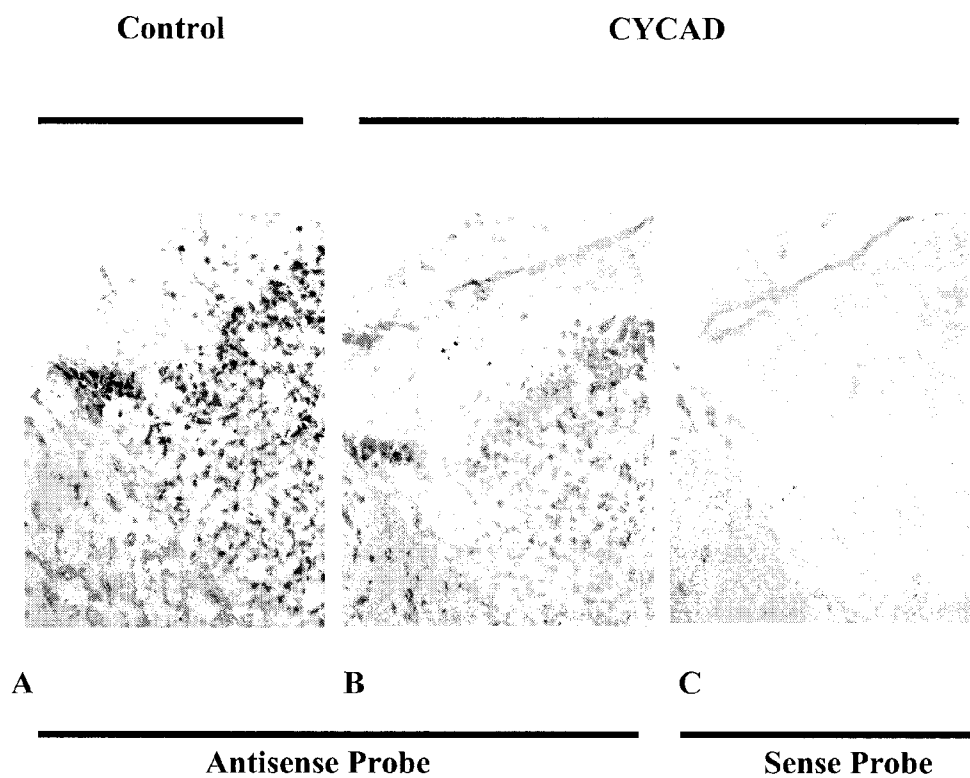 Control
CYCAD
A
B
C
Antisense Probe
Sense Probe